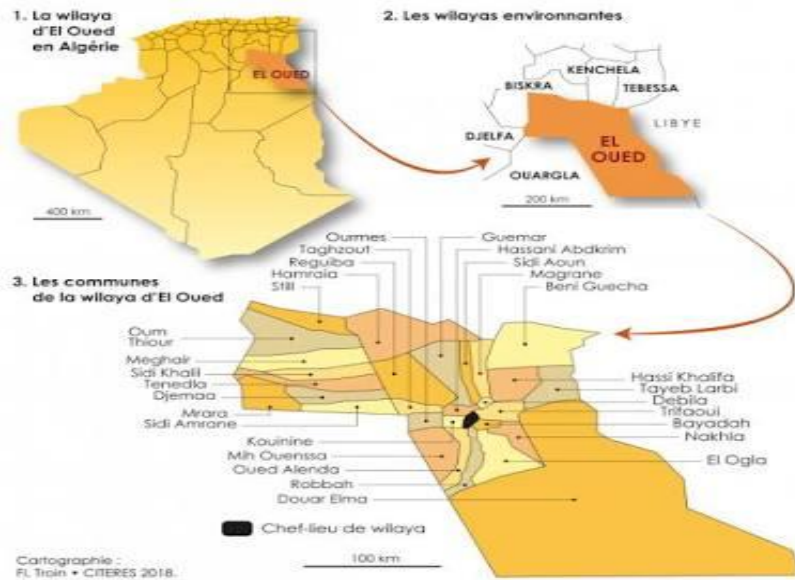 1. La wilaya
d'El Oued
en Algérie
EL OUED
400 km
2. Les wilayas environnantes
KENCHELA
BISKRA
TEBESSA
LIBYE
DJELFA
EL
OUED
OUARGLA
200 km
3. Les communes
de la wilaya d'El Oued
Ourmes
Taghzout
Reguiba
Hamraia
Still
Guemar
Hassani Abdkrim
Sidi Aoun
Magrane
Beni Guecha
Oum
Thiour
Meghair
Sidi Khalil
Tenedla
Djemaa
Mrara
Sidi Amrane
Hassi Khalifa
Tayeb Larbi
Debila
Trifaoui
Bayadah
Nakhla
El Ogla
Kouinine
Mih Ouenssa
Oued Alenda
Robbah
Douar Elma
Chef-lieu de wilaya
100 km
Cartographie :
Fl. Troin • CITERES 2018.